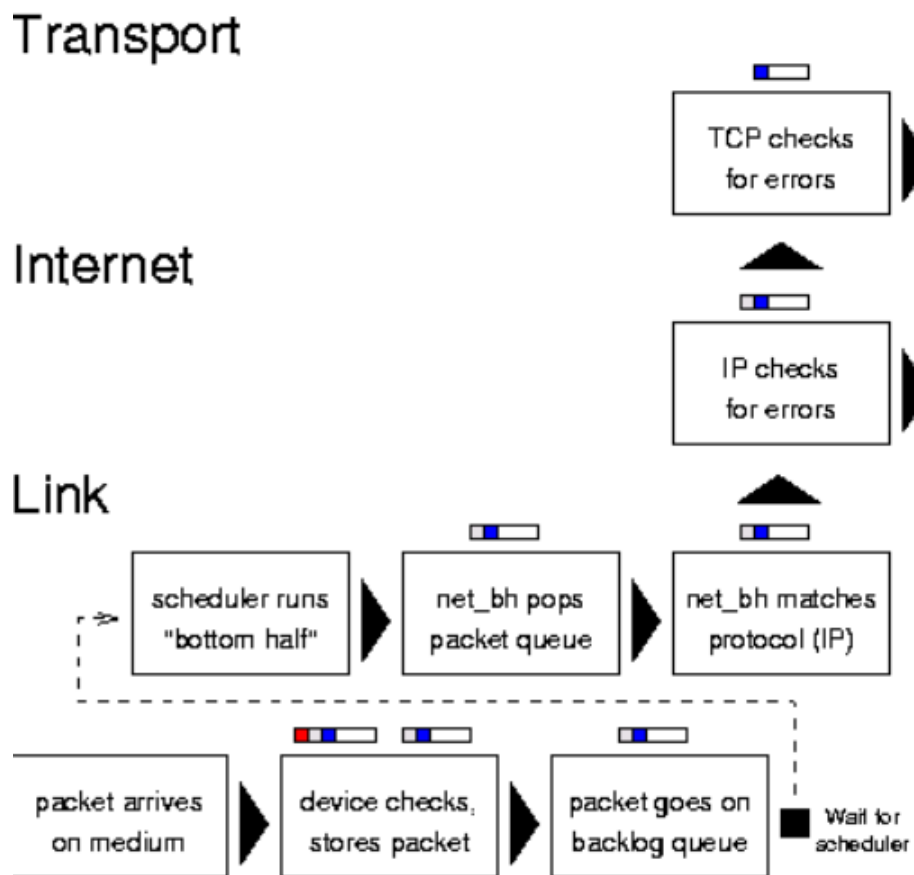 Transport
TCP checks
for errors
Internet
IP checks
for errors
Link
scheduler runs
"bottom half"
net_bh pops
packet queue
net_bh matches
protocol (IP)
packet arrives
on medium
device checks,
stores packet
packet goes on
backlog queue
Wait for
scheduler